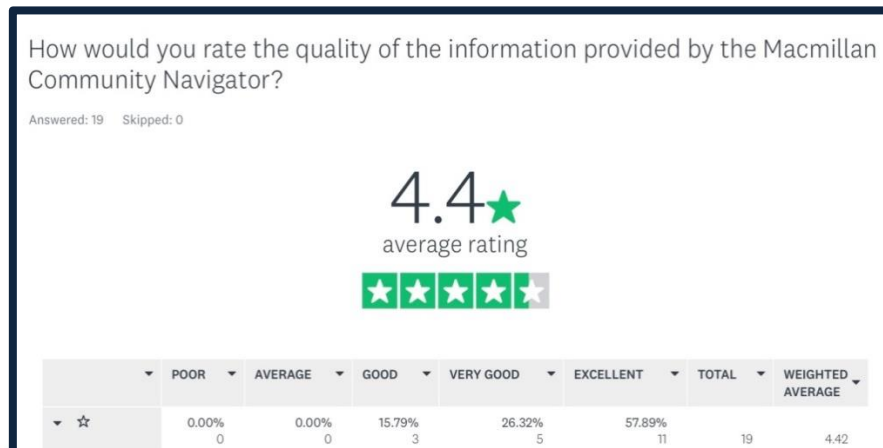 How would you rate the quality of the information provided by the Macmillan
Community Navigator?
Answered: 19 Skipped: 0
4.4
average rating
POOR AVERAGE GOOD VERY GOOD EXCELLENT TOTAL WEIGHTED AVERAGE
0.00% 0.00% 15.79% 26.32% 57.89%
0 0 3 5 11 19 4.42